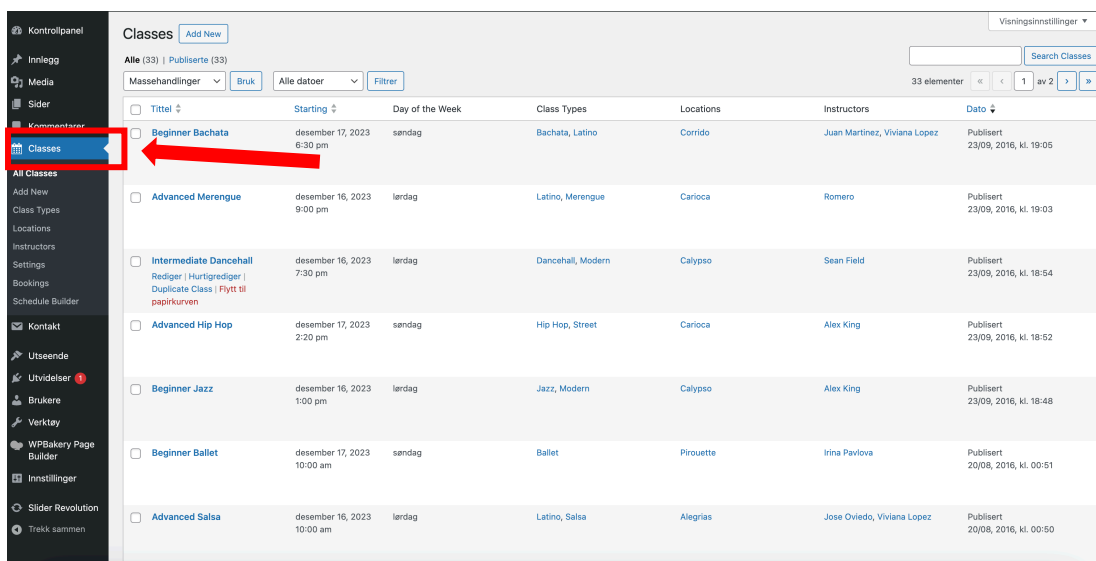 Kontrollpanel
Innlegg
Media
Sider
Kommentarer
Classes
All Classes
Add New
Class Types
Locations
Instructors
Settings
Bookings
Schedule Builder
Kontakt
Utseende
Utvidelser 1
Brukere
Verktøy
WPBakery Page
Builder
Innstillinger
Slider Revolution
Trekk sammen
Visningsinnstillinger ▼
Classes Add New
Alle (33) | Publiserte (33)
Search Classes
Massehandlinger Bruk Alle datoer Filtrer 33 elementer « ‹ 1 av 2 › »
Tittel Starting Day of the Week Class Types Locations Instructors Dato
Beginner Bachata desember 17, 2023 søndag Bachata, Latino Corrido Juan Martinez, Viviana Lopez Publisert
6:30 pm 23/09, 2016, kl. 19:05
Advanced Merengue desember 16, 2023 lørdag Latino, Merengue Carioca Romero Publisert
9:00 pm 23/09, 2016, kl. 19:03
Intermediate Dancehall desember 16, 2023 lørdag Dancehall, Modern Calypso Sean Field Publisert
Rediger | Hurtigrediger | 7:30 pm 23/09, 2016, kl. 18:54
Duplicate Class | Flytt til
papirkurven
Advanced Hip Hop desember 17, 2023 søndag Hip Hop, Street Carioca Alex King Publisert
2:20 pm 23/09, 2016, kl. 18:52
Beginner Jazz desember 16, 2023 lørdag Jazz, Modern Calypso Alex King Publisert
1:00 pm 23/09, 2016, kl. 18:48
Beginner Ballet desember 17, 2023 søndag Ballet Pirouette Irina Pavlova Publisert
10:00 am 20/08, 2016, kl. 00:51
Advanced Salsa desember 16, 2023 lørdag Latino, Salsa Alegrias Jose Oviedo, Viviana Lopez Publisert
10:00 am 20/08, 2016, kl. 00:50